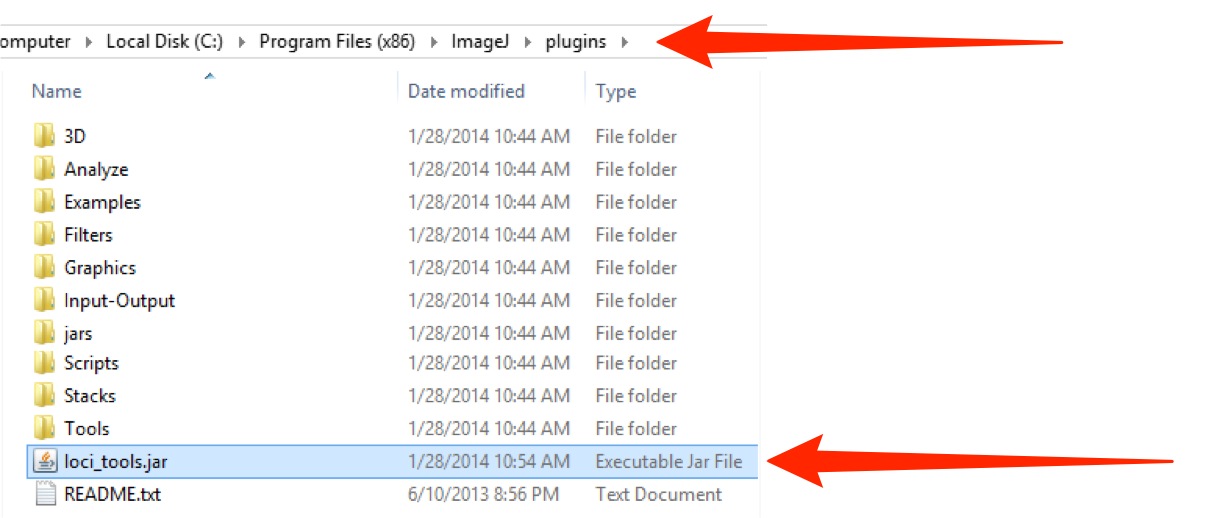 omputer Local Disk (C:) Program Files (x86) ImageJ plugins
Name Date modified Type
3D 1/28/2014 10:44 AM File folder
Analyze 1/28/2014 10:44 AM File folder
Examples 1/28/2014 10:44 AM File folder
Filters 1/28/2014 10:44 AM File folder
Graphics 1/28/2014 10:44 AM File folder
Input-Output 1/28/2014 10:44 AM File folder
jars 1/28/2014 10:44 AM File folder
Scripts 1/28/2014 10:44 AM File folder
Stacks 1/28/2014 10:44 AM File folder
Tools 1/28/2014 10:44 AM File folder
loci_tools.jar 1/28/2014 10:54 AM Executable Jar File
README.txt 6/10/2013 8:56 PM Text Document